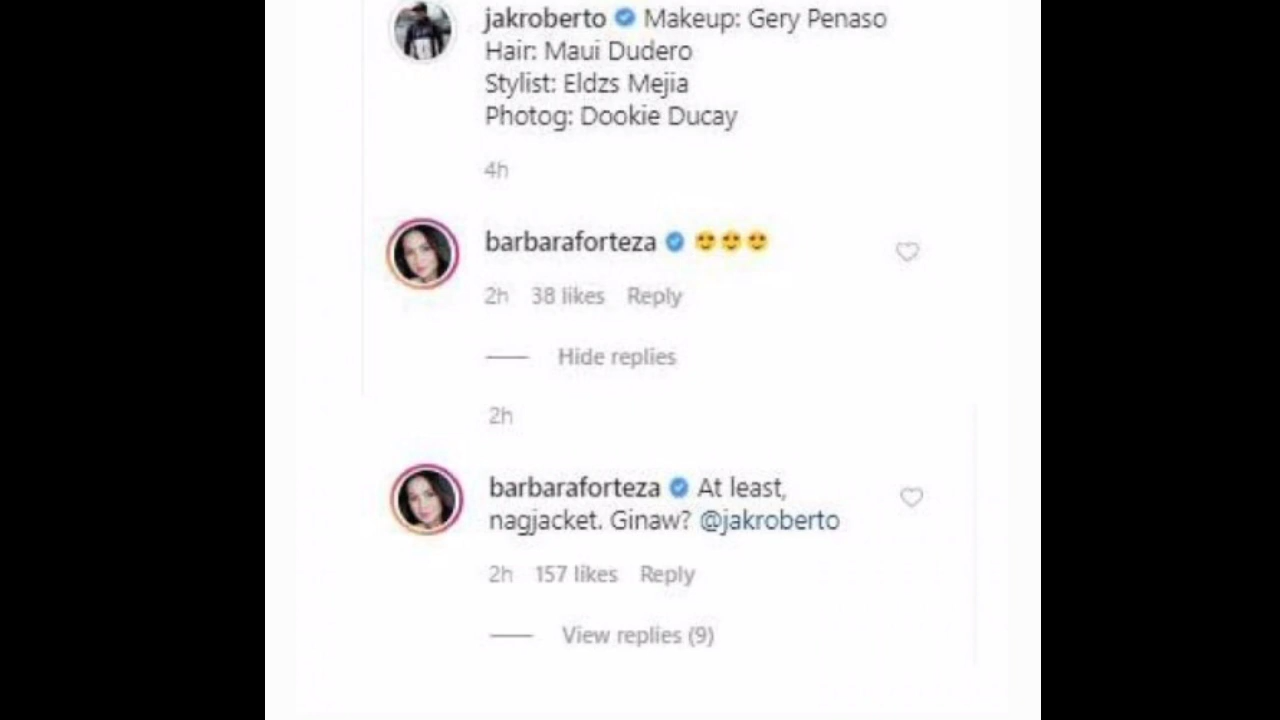 jakroberto Makeup: Gery Penaso
Hair: Maui Dudero
Stylist: Eldzs Mejia
Photog: Dookie Ducay
4h
barbaraforteza 😍😍😍
2h 38 likes Reply
Hide replies
2h
barbaraforteza At least,
nagjacket. Ginaw? @jakroberto
2h 157 likes Reply
View replies (9)